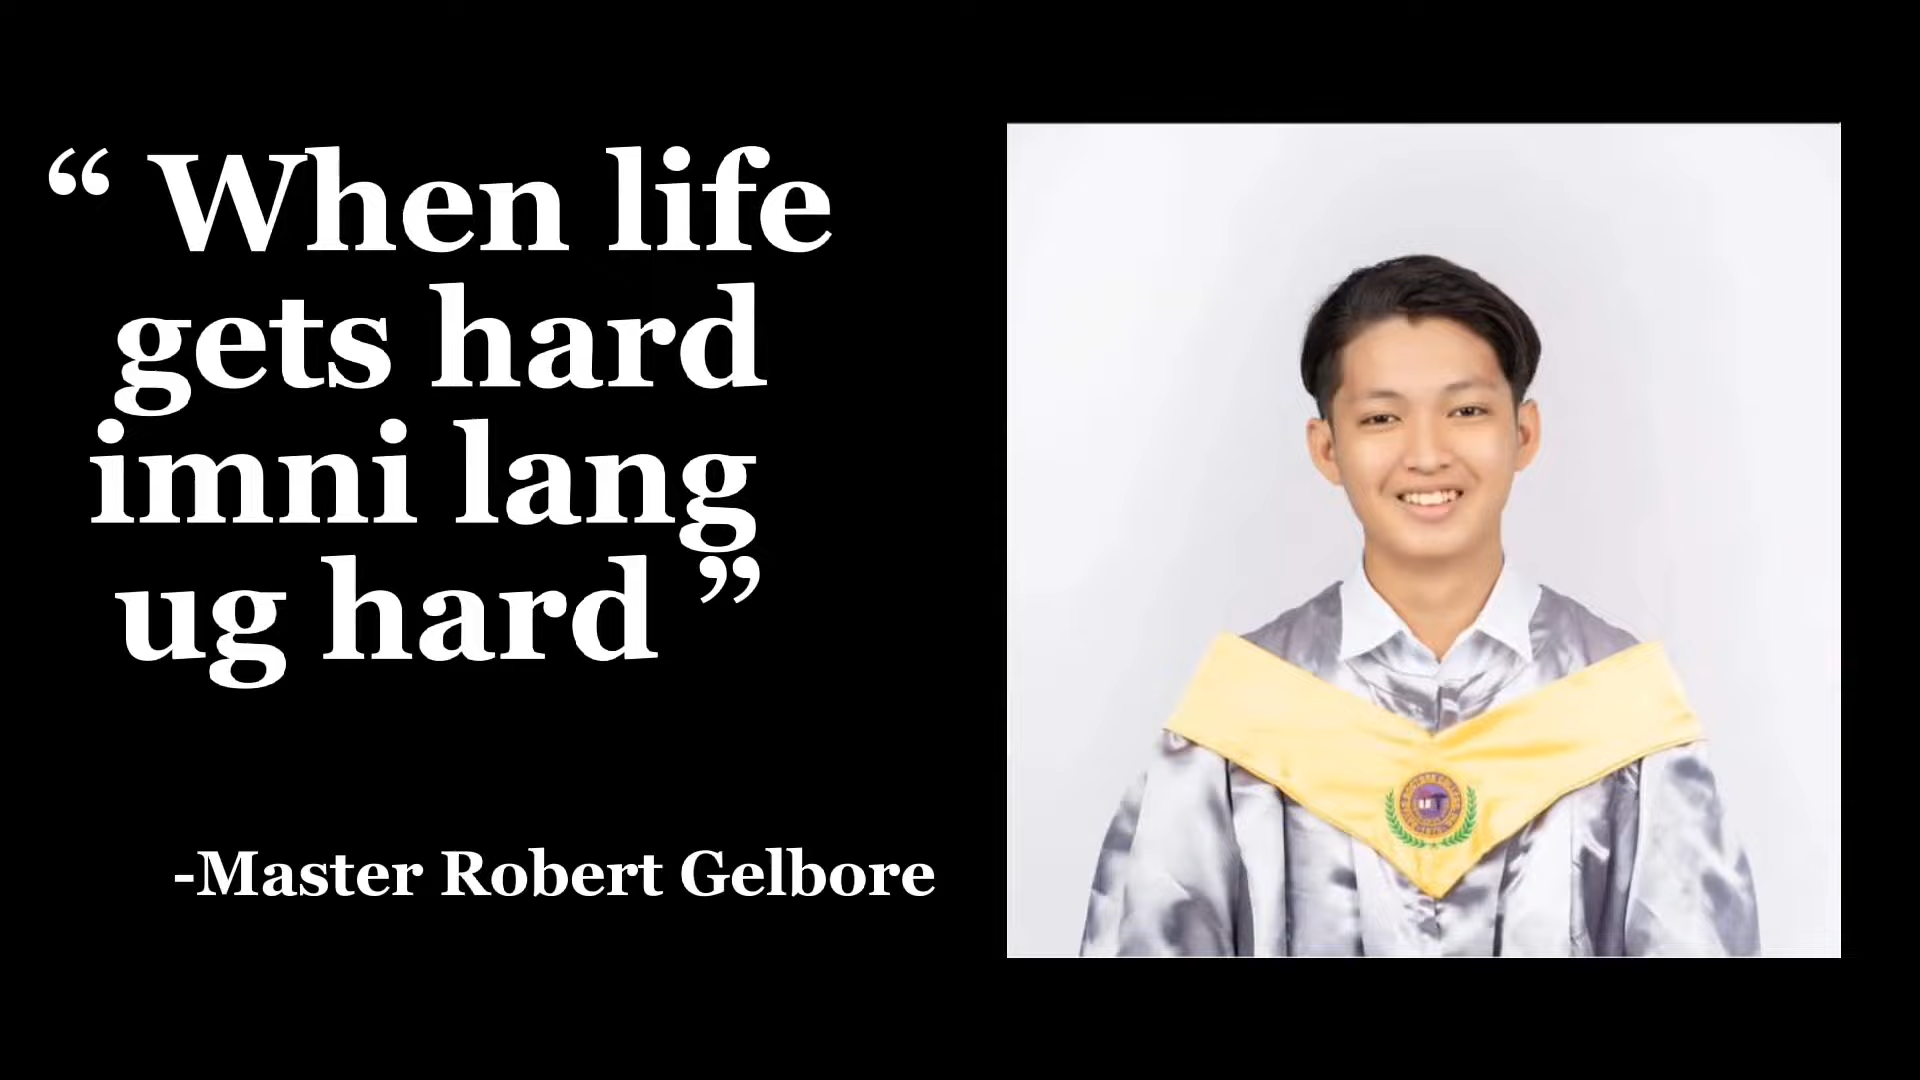 “ When life
gets hard
imni lang
ug hard ”
-Master Robert Gelbore